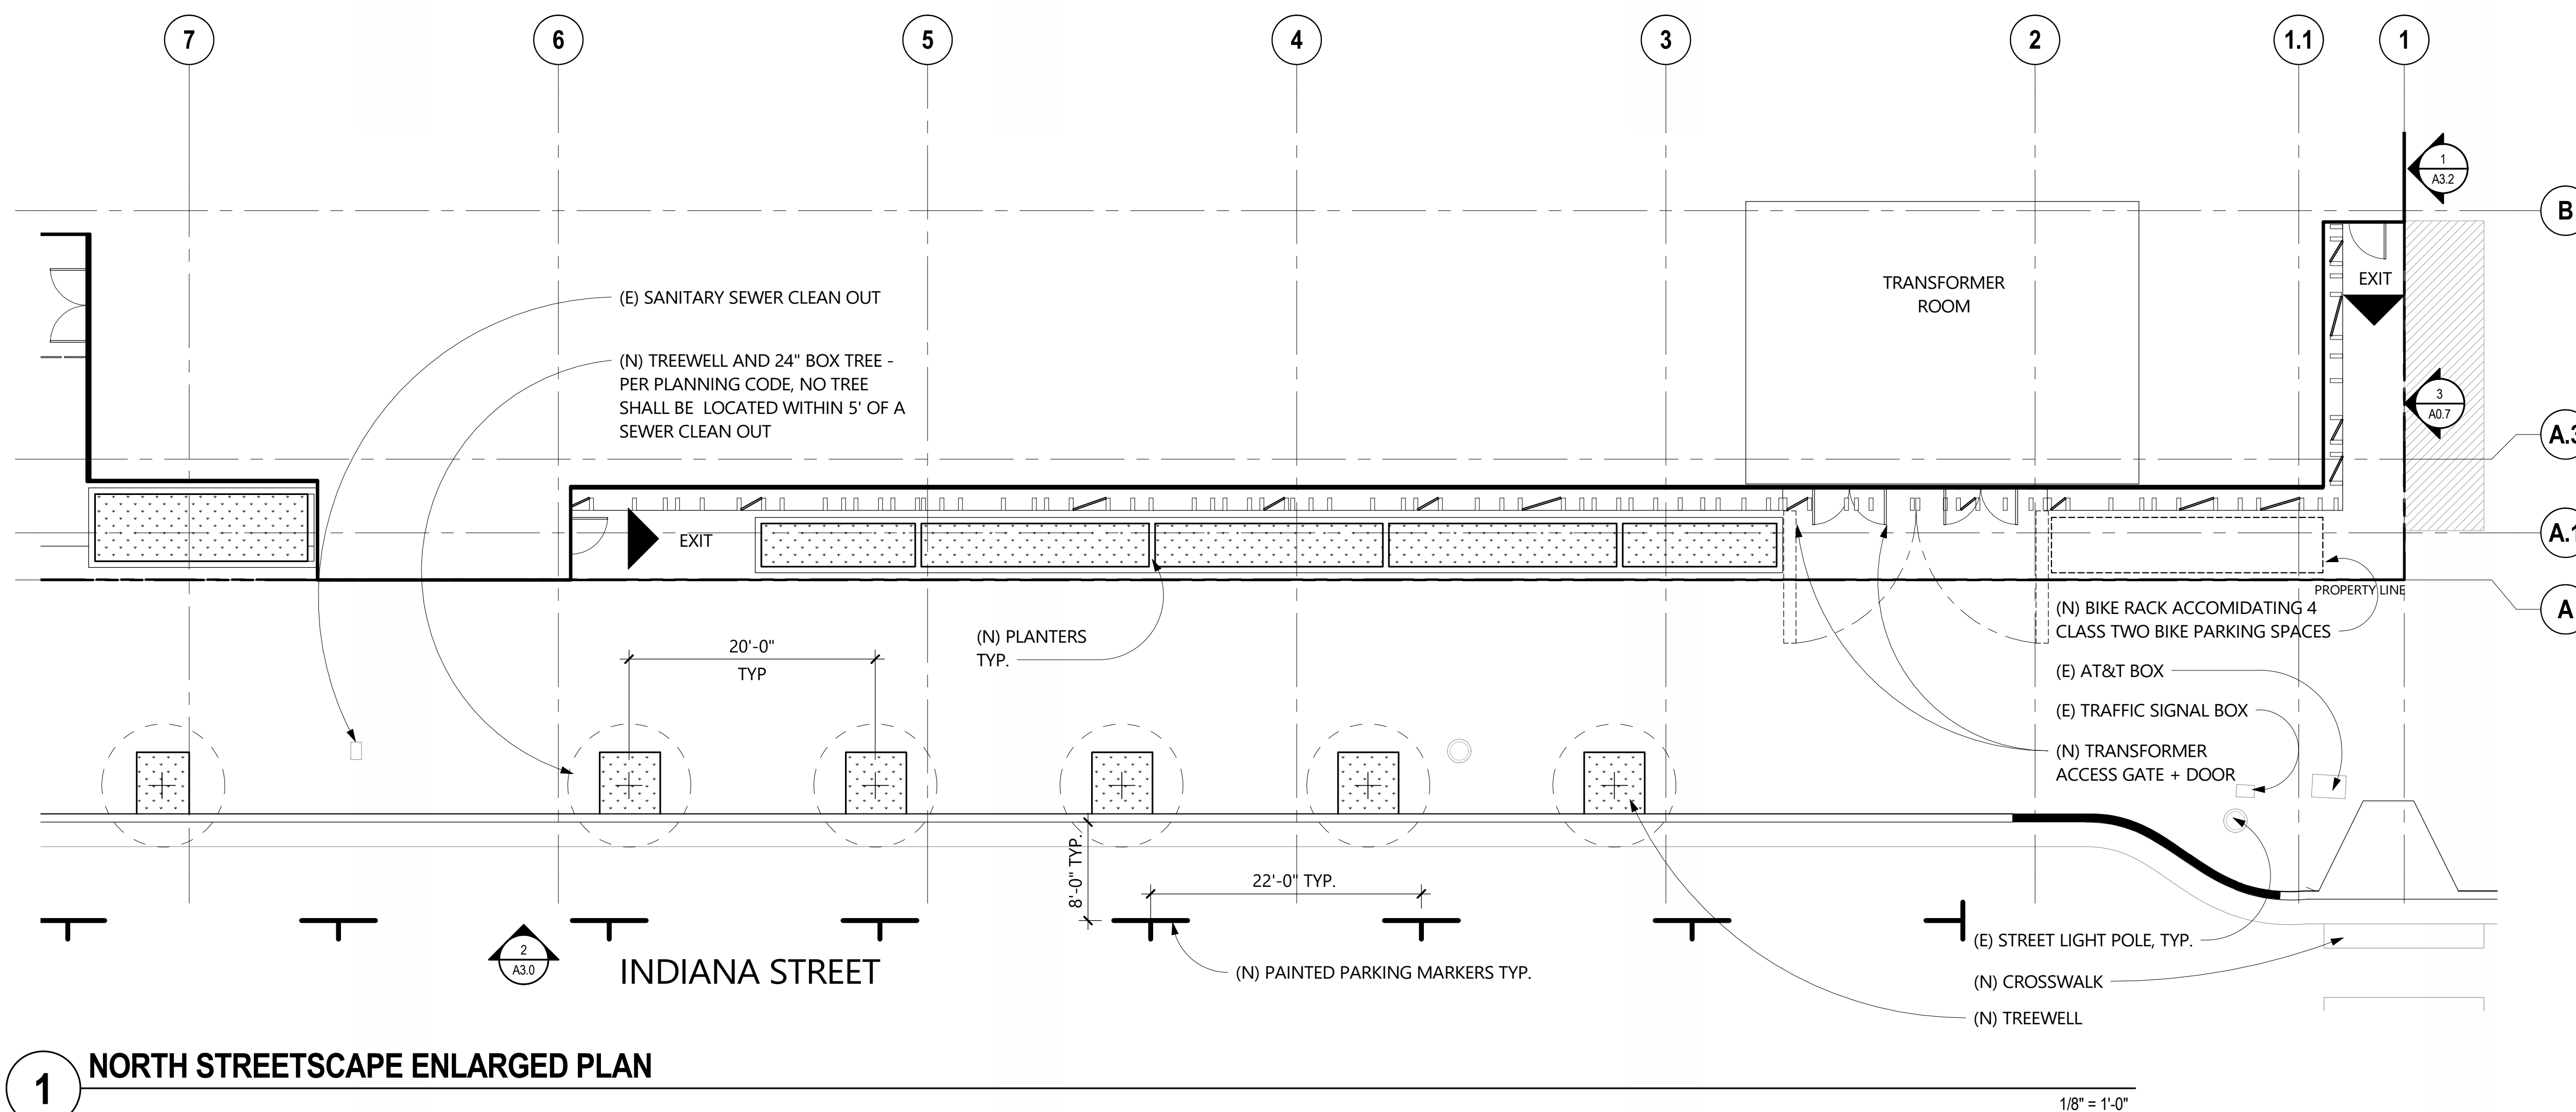 7
6
5
4
3
2
1.1
1
1
A3.2
B
(E) SANITARY SEWER CLEAN OUT
TRANSFORMER
ROOM
EXIT
(N) TREEWELL AND 24" BOX TREE -
PER PLANNING CODE, NO TREE
SHALL BE LOCATED WITHIN 5' OF A
SEWER CLEAN OUT
3
A0.7
A.3
EXIT
A.1
PROPERTY LINE
A
(N) BIKE RACK ACCOMIDATING 4
CLASS TWO BIKE PARKING SPACES
(N) PLANTERS
TYP.
20'-0"
TYP
(E) AT&T BOX
(E) TRAFFIC SIGNAL BOX
(N) TRANSFORMER
ACCESS GATE + DOOR
8'-0" TYP.
22'-0" TYP.
(E) STREET LIGHT POLE, TYP.
2
A3.0
INDIANA STREET
(N) PAINTED PARKING MARKERS TYP.
(N) CROSSWALK
(N) TREEWELL
1
NORTH STREETSCAPE ENLARGED PLAN
1/8" = 1'-0"